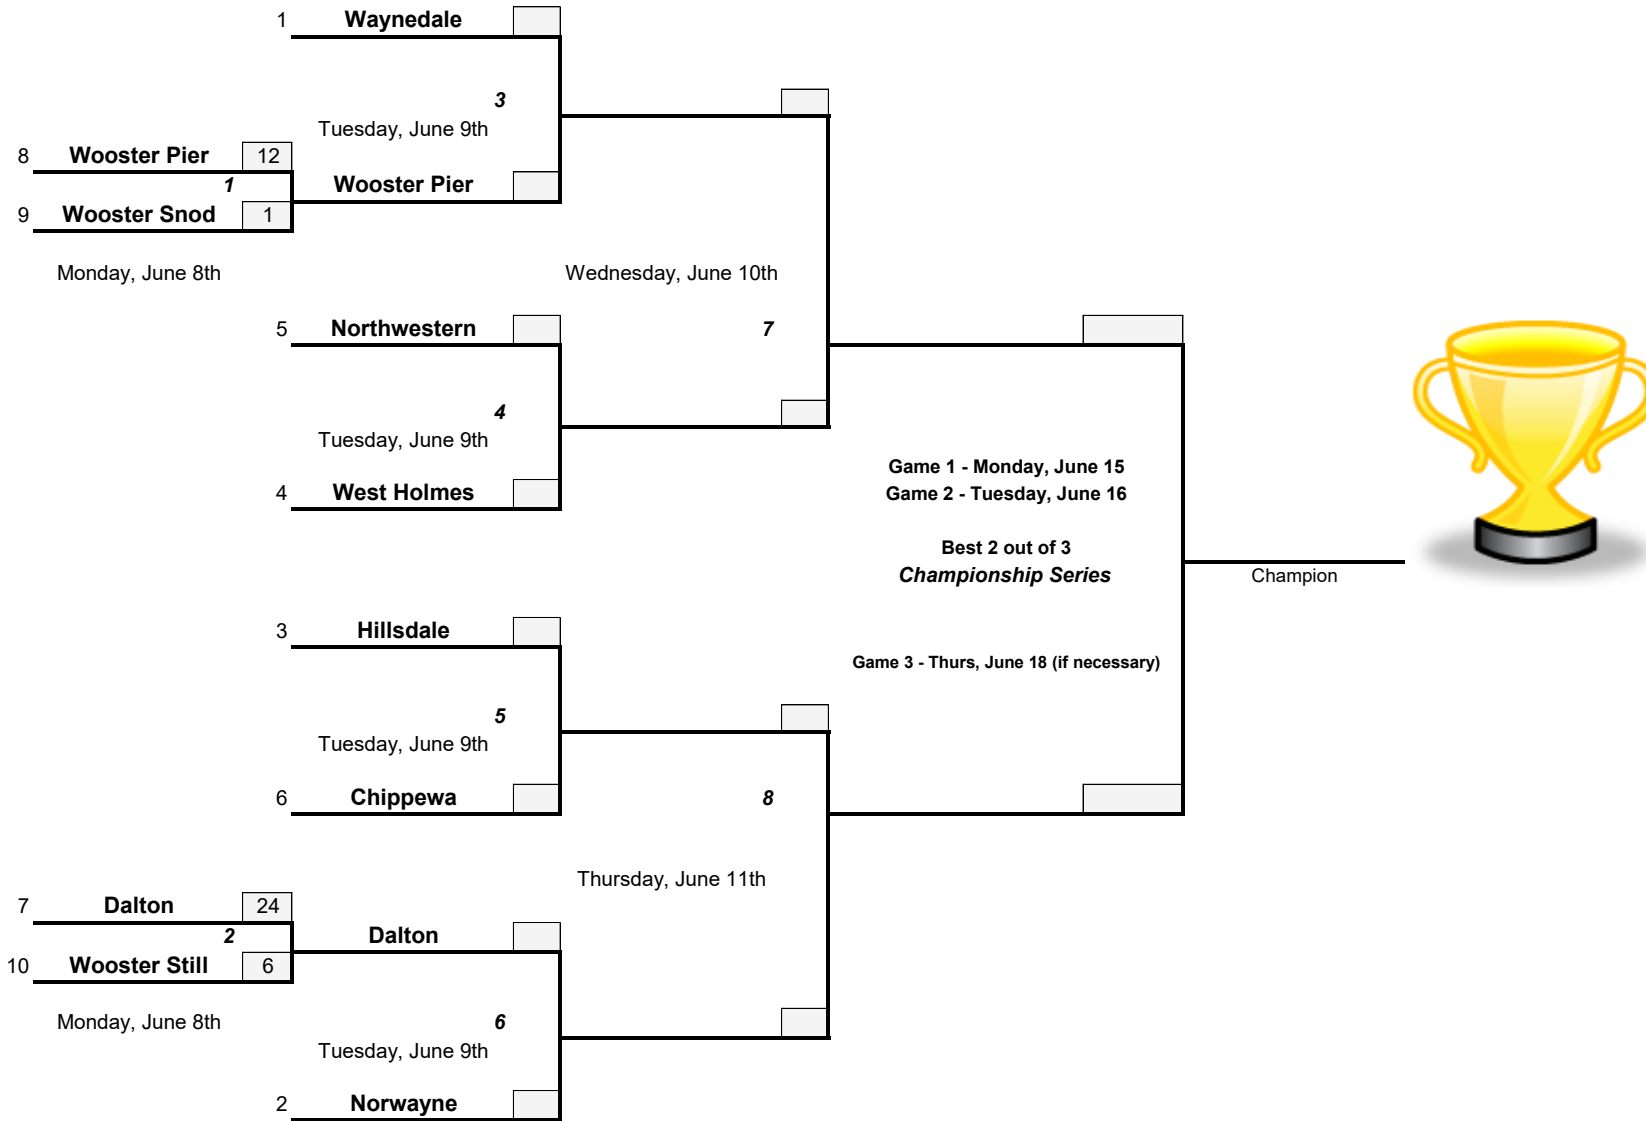 1 Waynedale
3
Tuesday, June 9th
8 Wooster Pier 12
1
Wooster Pier
9 Wooster Snod 1
Monday, June 8th
Wednesday, June 10th
5 Northwestern
7
4
Tuesday, June 9th
4 West Holmes
Game 1 - Monday, June 15
Game 2 - Tuesday, June 16
Best 2 out of 3
Championship Series
Champion
3 Hillsdale
Game 3 - Thurs, June 18 (if necessary)
5
Tuesday, June 9th
6 Chippewa
8
Thursday, June 11th
7 Dalton 24
2
Dalton
10 Wooster Still 6
Monday, June 8th
6
Tuesday, June 9th
2 Norwayne